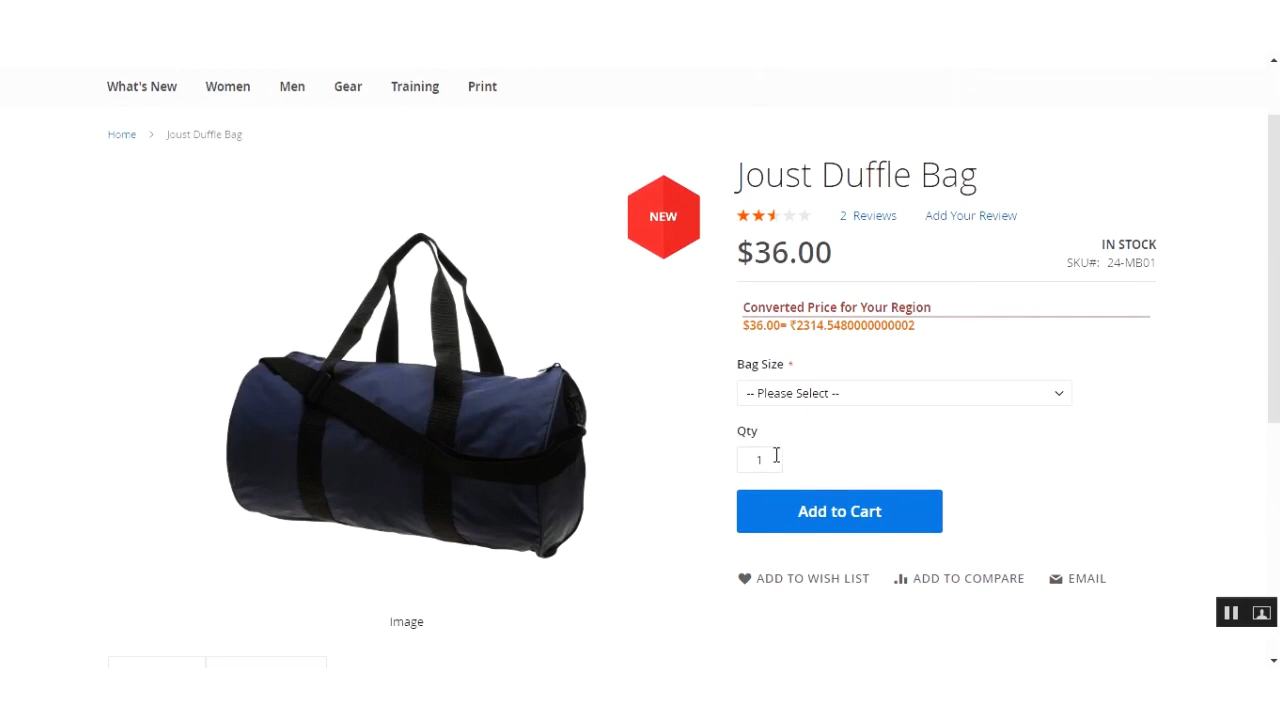 What's New Women Men Gear Training Print
Home > Joust Duffle Bag
NEW
Joust Duffle Bag
2 Reviews Add Your Review
$36.00
IN STOCK
SKU#: 24-MB01
Converted Price for Your Region
$36.00= ₹2314.5480000000002
Bag Size *
-- Please Select --
Qty
1
Add to Cart
ADD TO WISH LIST ADD TO COMPARE EMAIL
Image